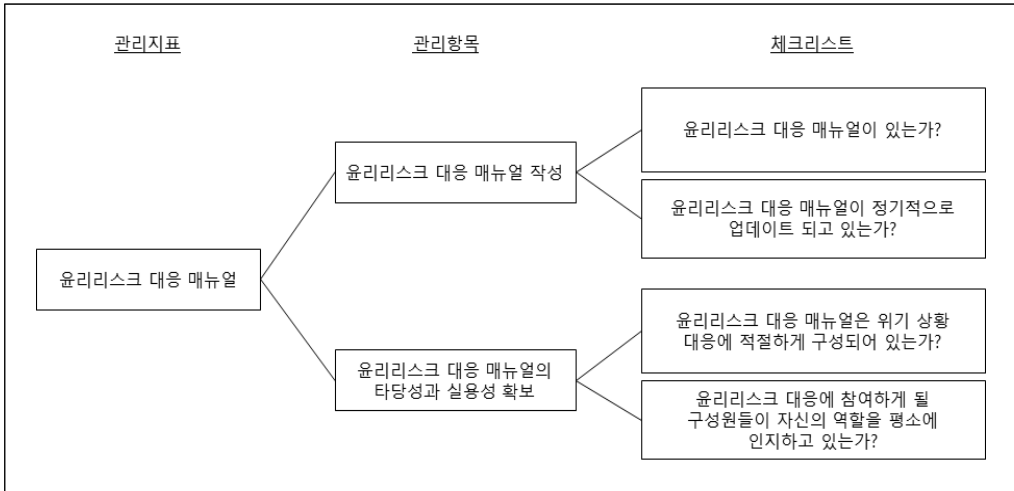 관리지표
관리항목
체크리스트
윤리리스크 대응 매뉴얼
윤리리스크 대응 매뉴얼 작성
윤리리스크 대응 매뉴얼이 있는가?
윤리리스크 대응 매뉴얼이 정기적으로
업데이트 되고 있는가?
윤리리스크 대응 매뉴얼의
타당성과 실용성 확보
윤리리스크 대응 매뉴얼은 위기 상황
대응에 적절하게 구성되어 있는가?
윤리리스크 대응에 참여하게 될
구성원들이 자신의 역할을 평소에
인지하고 있는가?